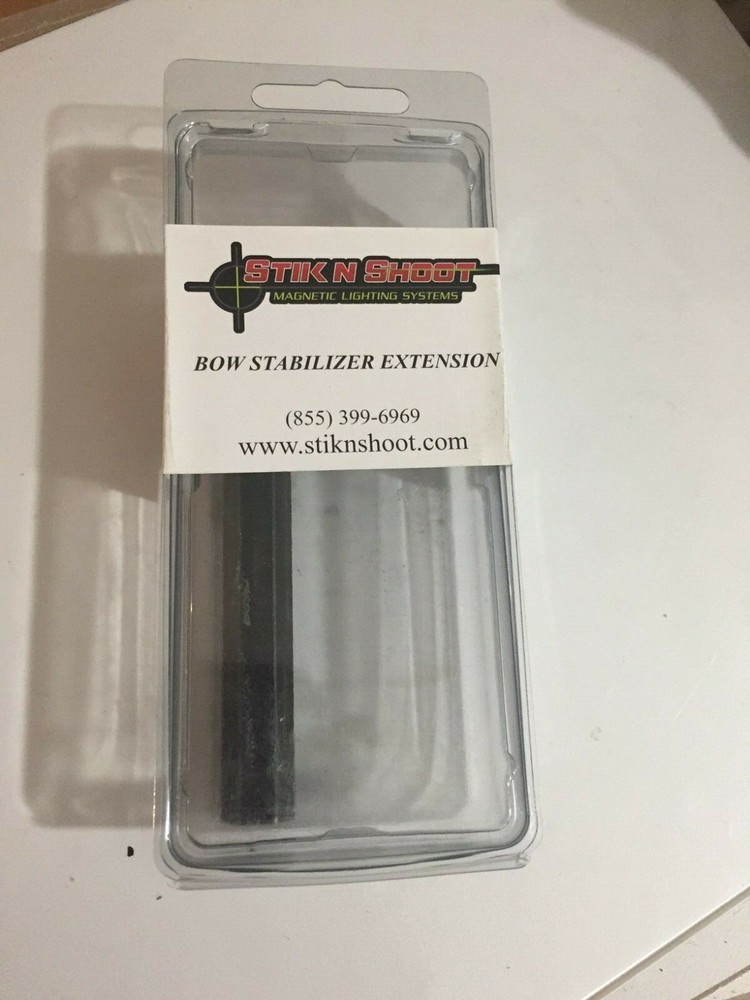 STIK N SHOOT
MAGNETIC LIGHTING SYSTEMS
BOW STABILIZER EXTENSION
(855) 399-6969
www.stiknshoot.com